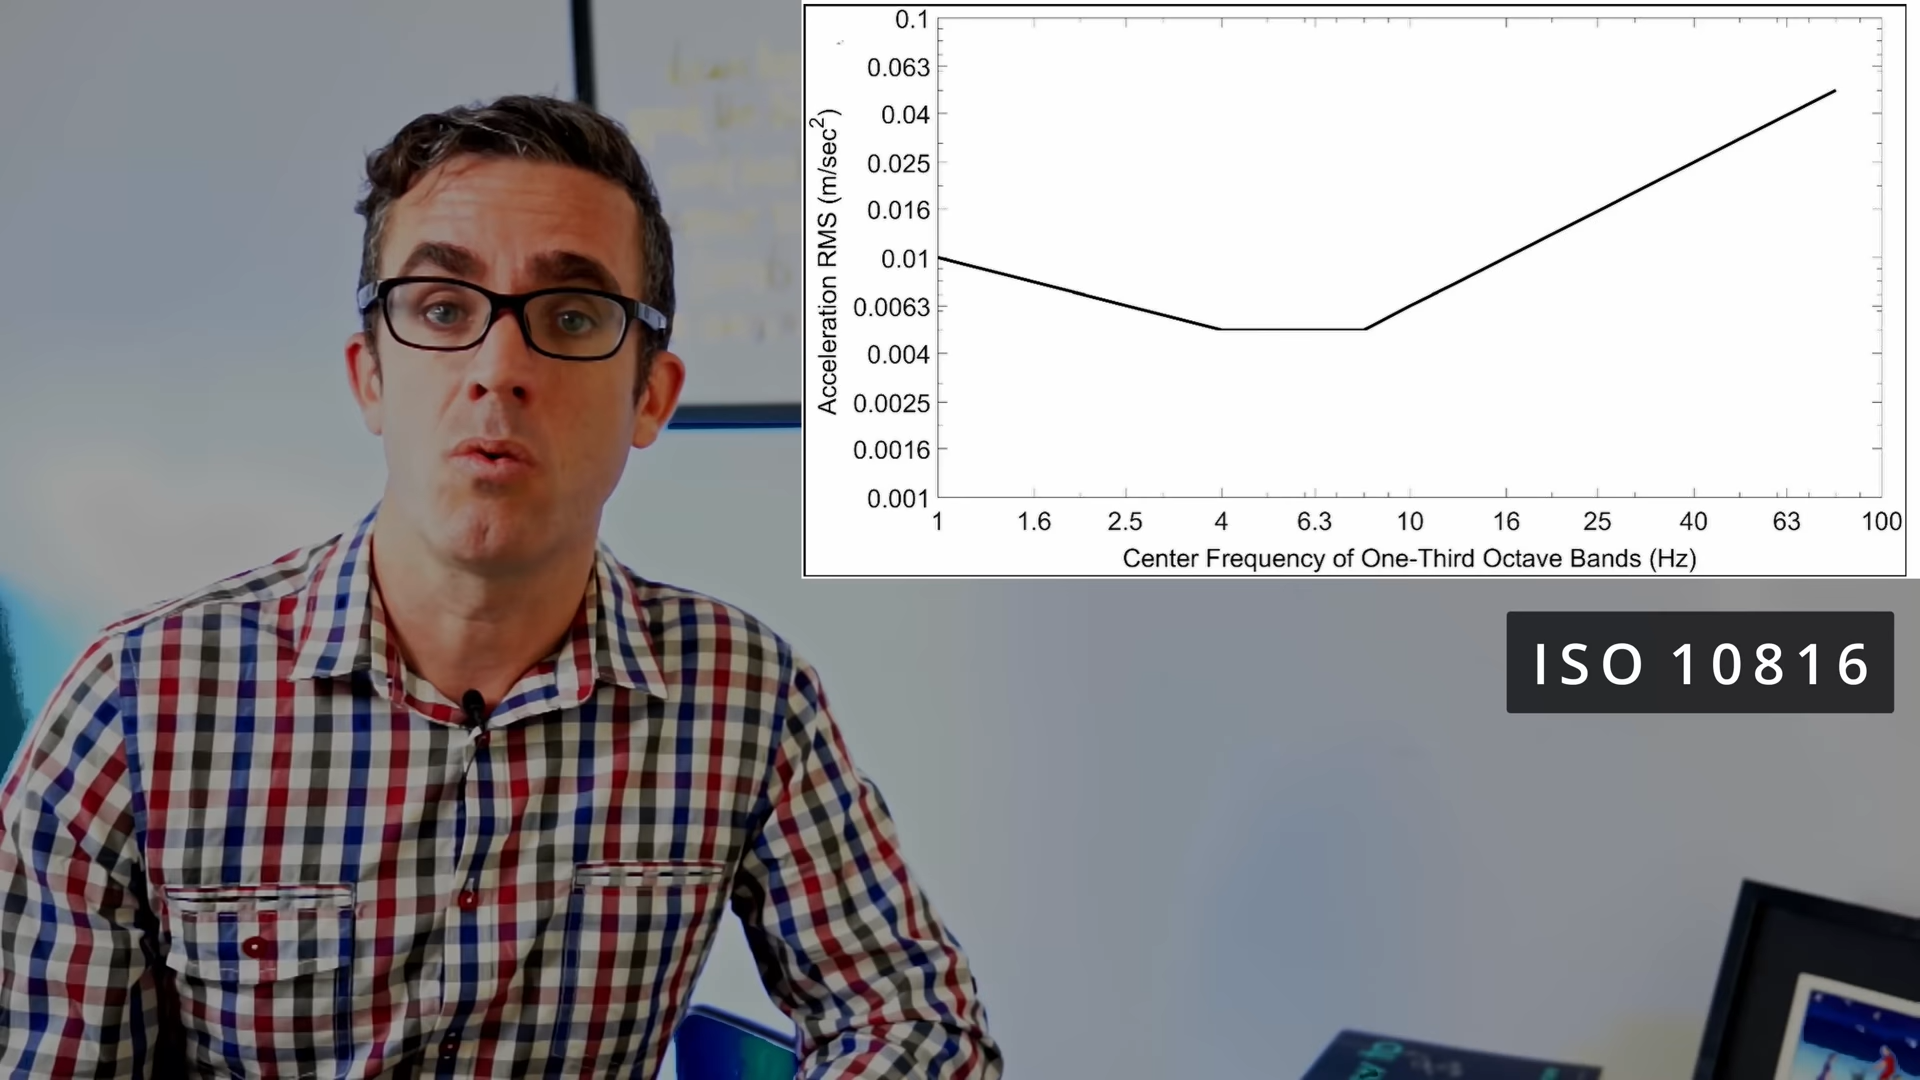 0.1
0.063
0.04
0.025
0.016
0.01
0.0063
0.004
0.0025
0.0016
0.001
Acceleration RMS (m/sec2)
1 1.6 2.5 4 6.3 10 16 25 40 63 100
Center Frequency of One-Third Octave Bands (Hz)
ISO 10816